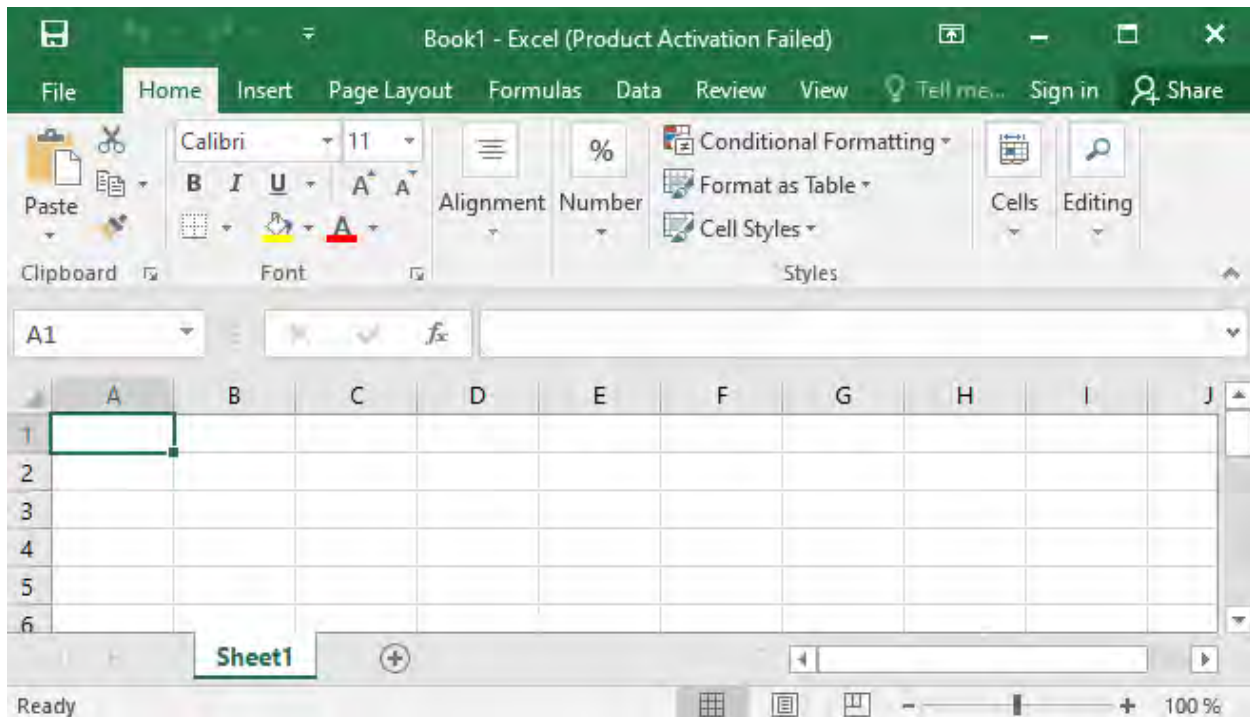 Book1 - Excel (Product Activation Failed)
File Home Insert Page Layout Formulas Data Review View Tell me... Sign in Share
Calibri 11 % Conditional Formatting
B I U A A Format as Table
Paste Alignment Number Cells Editing
A Cell Styles
Clipboard Font Styles
A1 fx
A B C D E F G H I J
1
2
3
4
5
6
Sheet1
Ready 100 %